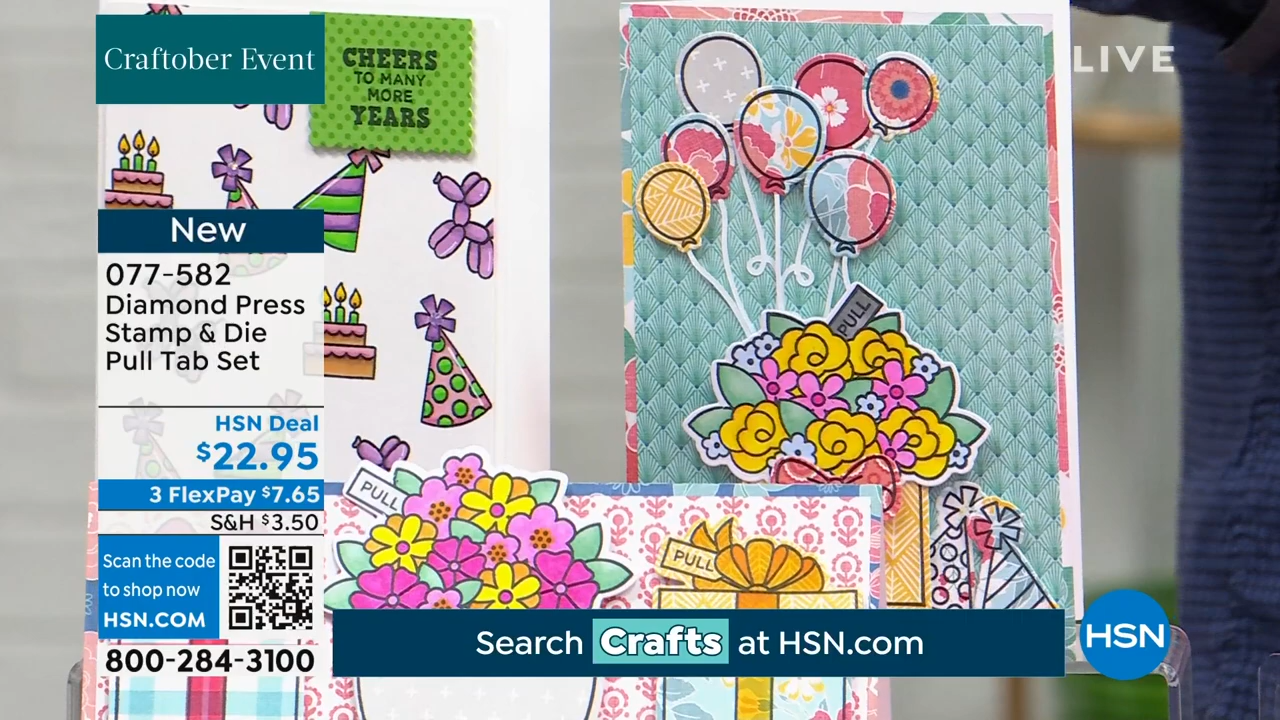 Craftober Event
CHEERS
TO MANY
MORE
YEARS
LIVE
New
077-582
Diamond Press
Stamp & Die
Pull Tab Set
HSN Deal
$22.95
3 FlexPay $7.65
S&H $3.50
Scan the code
to shop now
HSN.COM
800-284-3100
PULL
PULL
PULL
Search Crafts at HSN.com
HSN